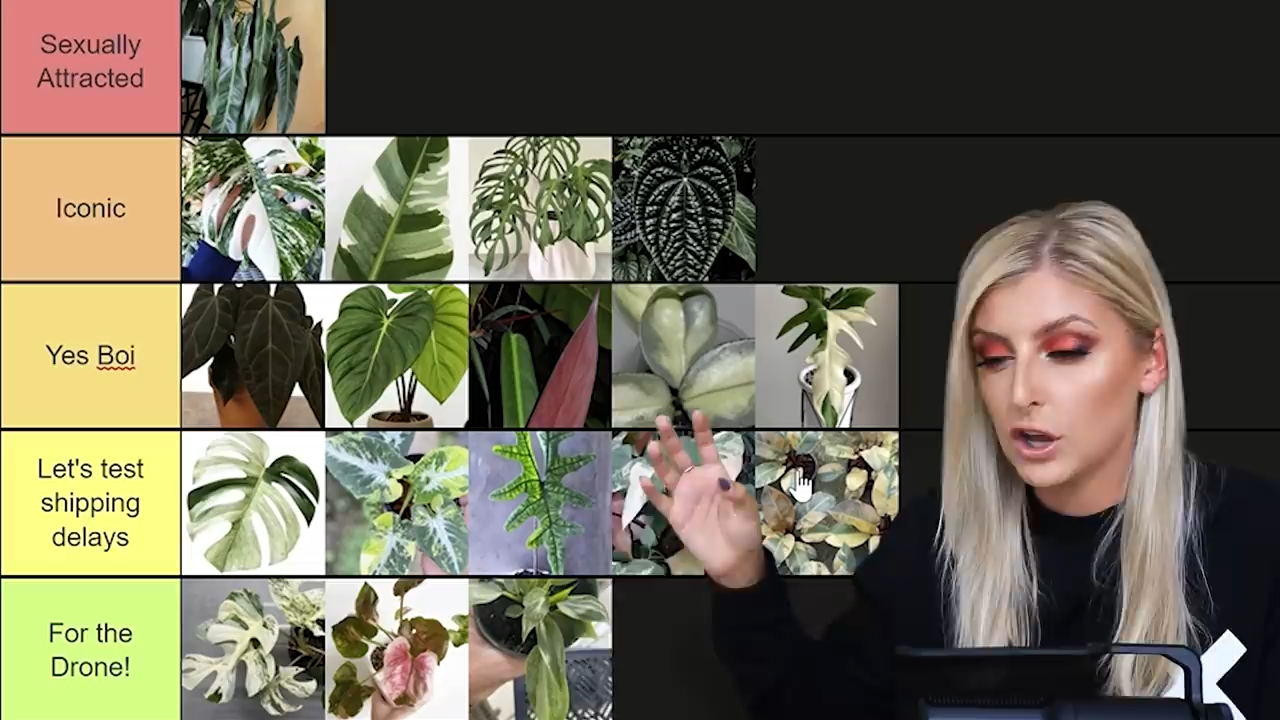 Sexually
Attracted
Iconic
Yes Boi
Let's test
shipping
delays
For the
Drone!